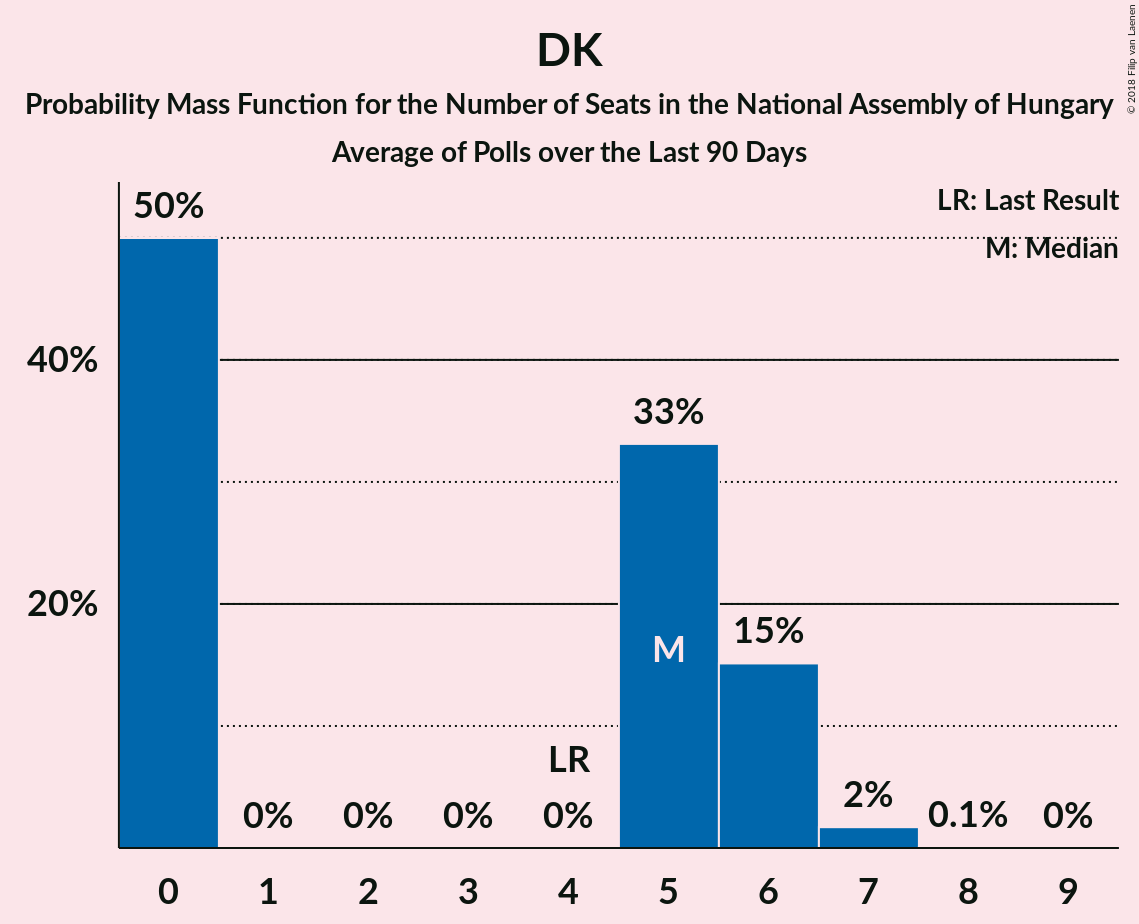 DK
Probability Mass Function for the Number of Seats in the National Assembly of Hungary
Average of Polls over the Last 90 Days
© 2018 Filip van Laenen
LR: Last Result
M: Median
50%
40%
33%
20%
15%
M
LR
0%
0%
0%
0%
2%
0.1%
0%
0 1 2 3 4 5 6 7 8 9